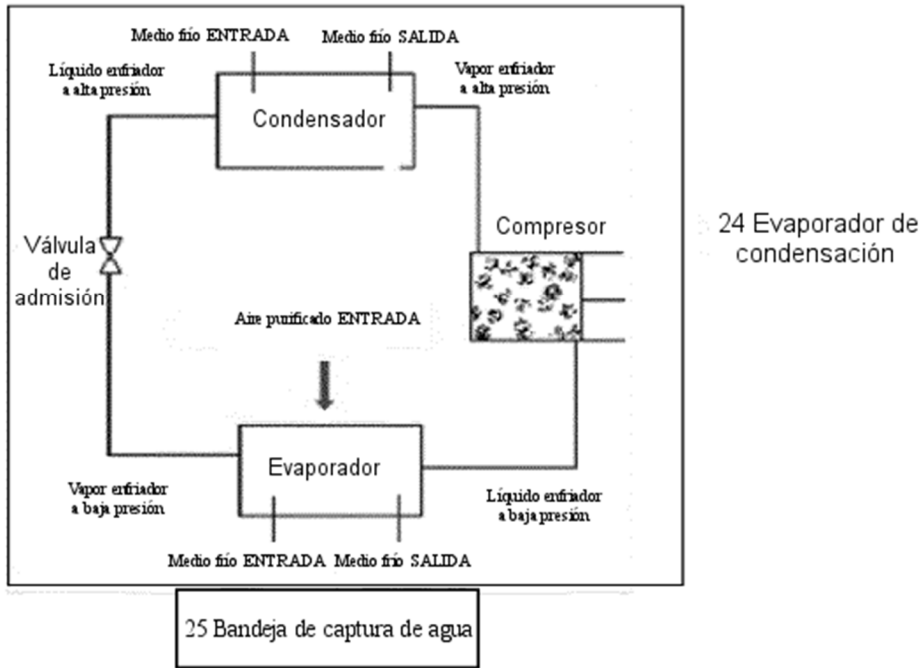 Medio frío ENTRADA
Medio frío SALIDA
Líquido enfriador
a alta presión
Vapor enfriador
a alta presión
Condensador
Compresor
24 Evaporador de
condensación
Válvula
de
admisión
Aire purificado ENTRADA
Evaporador
Vapor enfriador
a baja presión
Líquido enfriador
a baja presión
Medio frío ENTRADA
Medio frío SALIDA
25 Bandeja de captura de agua